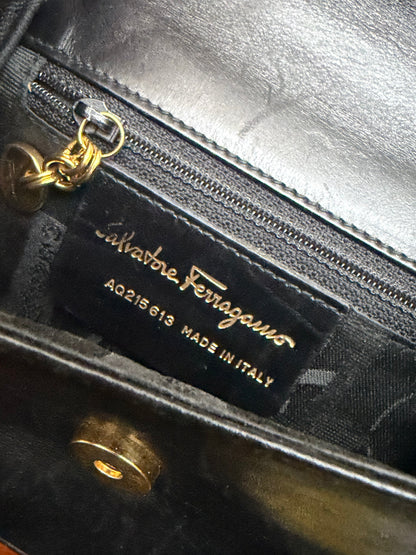 Salvatore Ferragamo
AQ215613 MADE IN ITALY